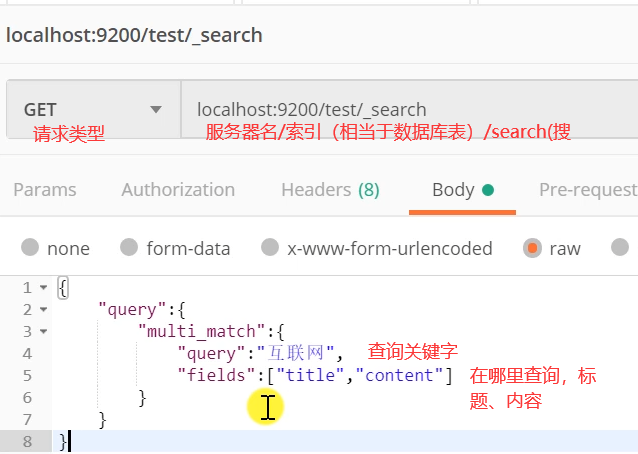 localhost:9200/test/_search
GET
localhost:9200/test/_search
请求类型
服务器名/索引（相当于数据库表）/search(搜
Params
Authorization
Headers (8)
Body
Pre-request
none
form-data
x-www-form-urlencoded
raw
1 {
2 "query":{
3 "multi_match":{
4 "query":"互联网", 查询关键字
5 "fields":["title","content"] 在哪里查询，标
题、内容
6 }
7 }
8 }